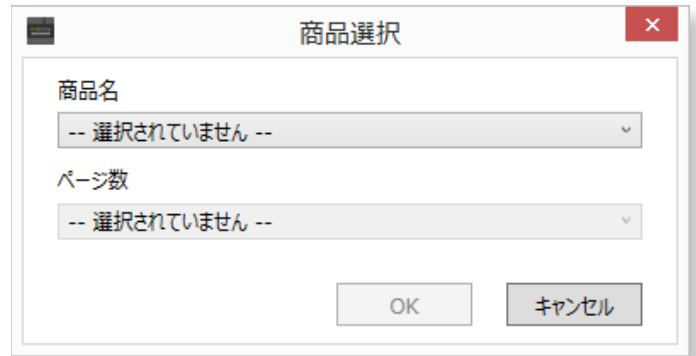 商品選択
商品名
-- 選択されていません --
ページ数
-- 選択されていません --
OK
キャンセル